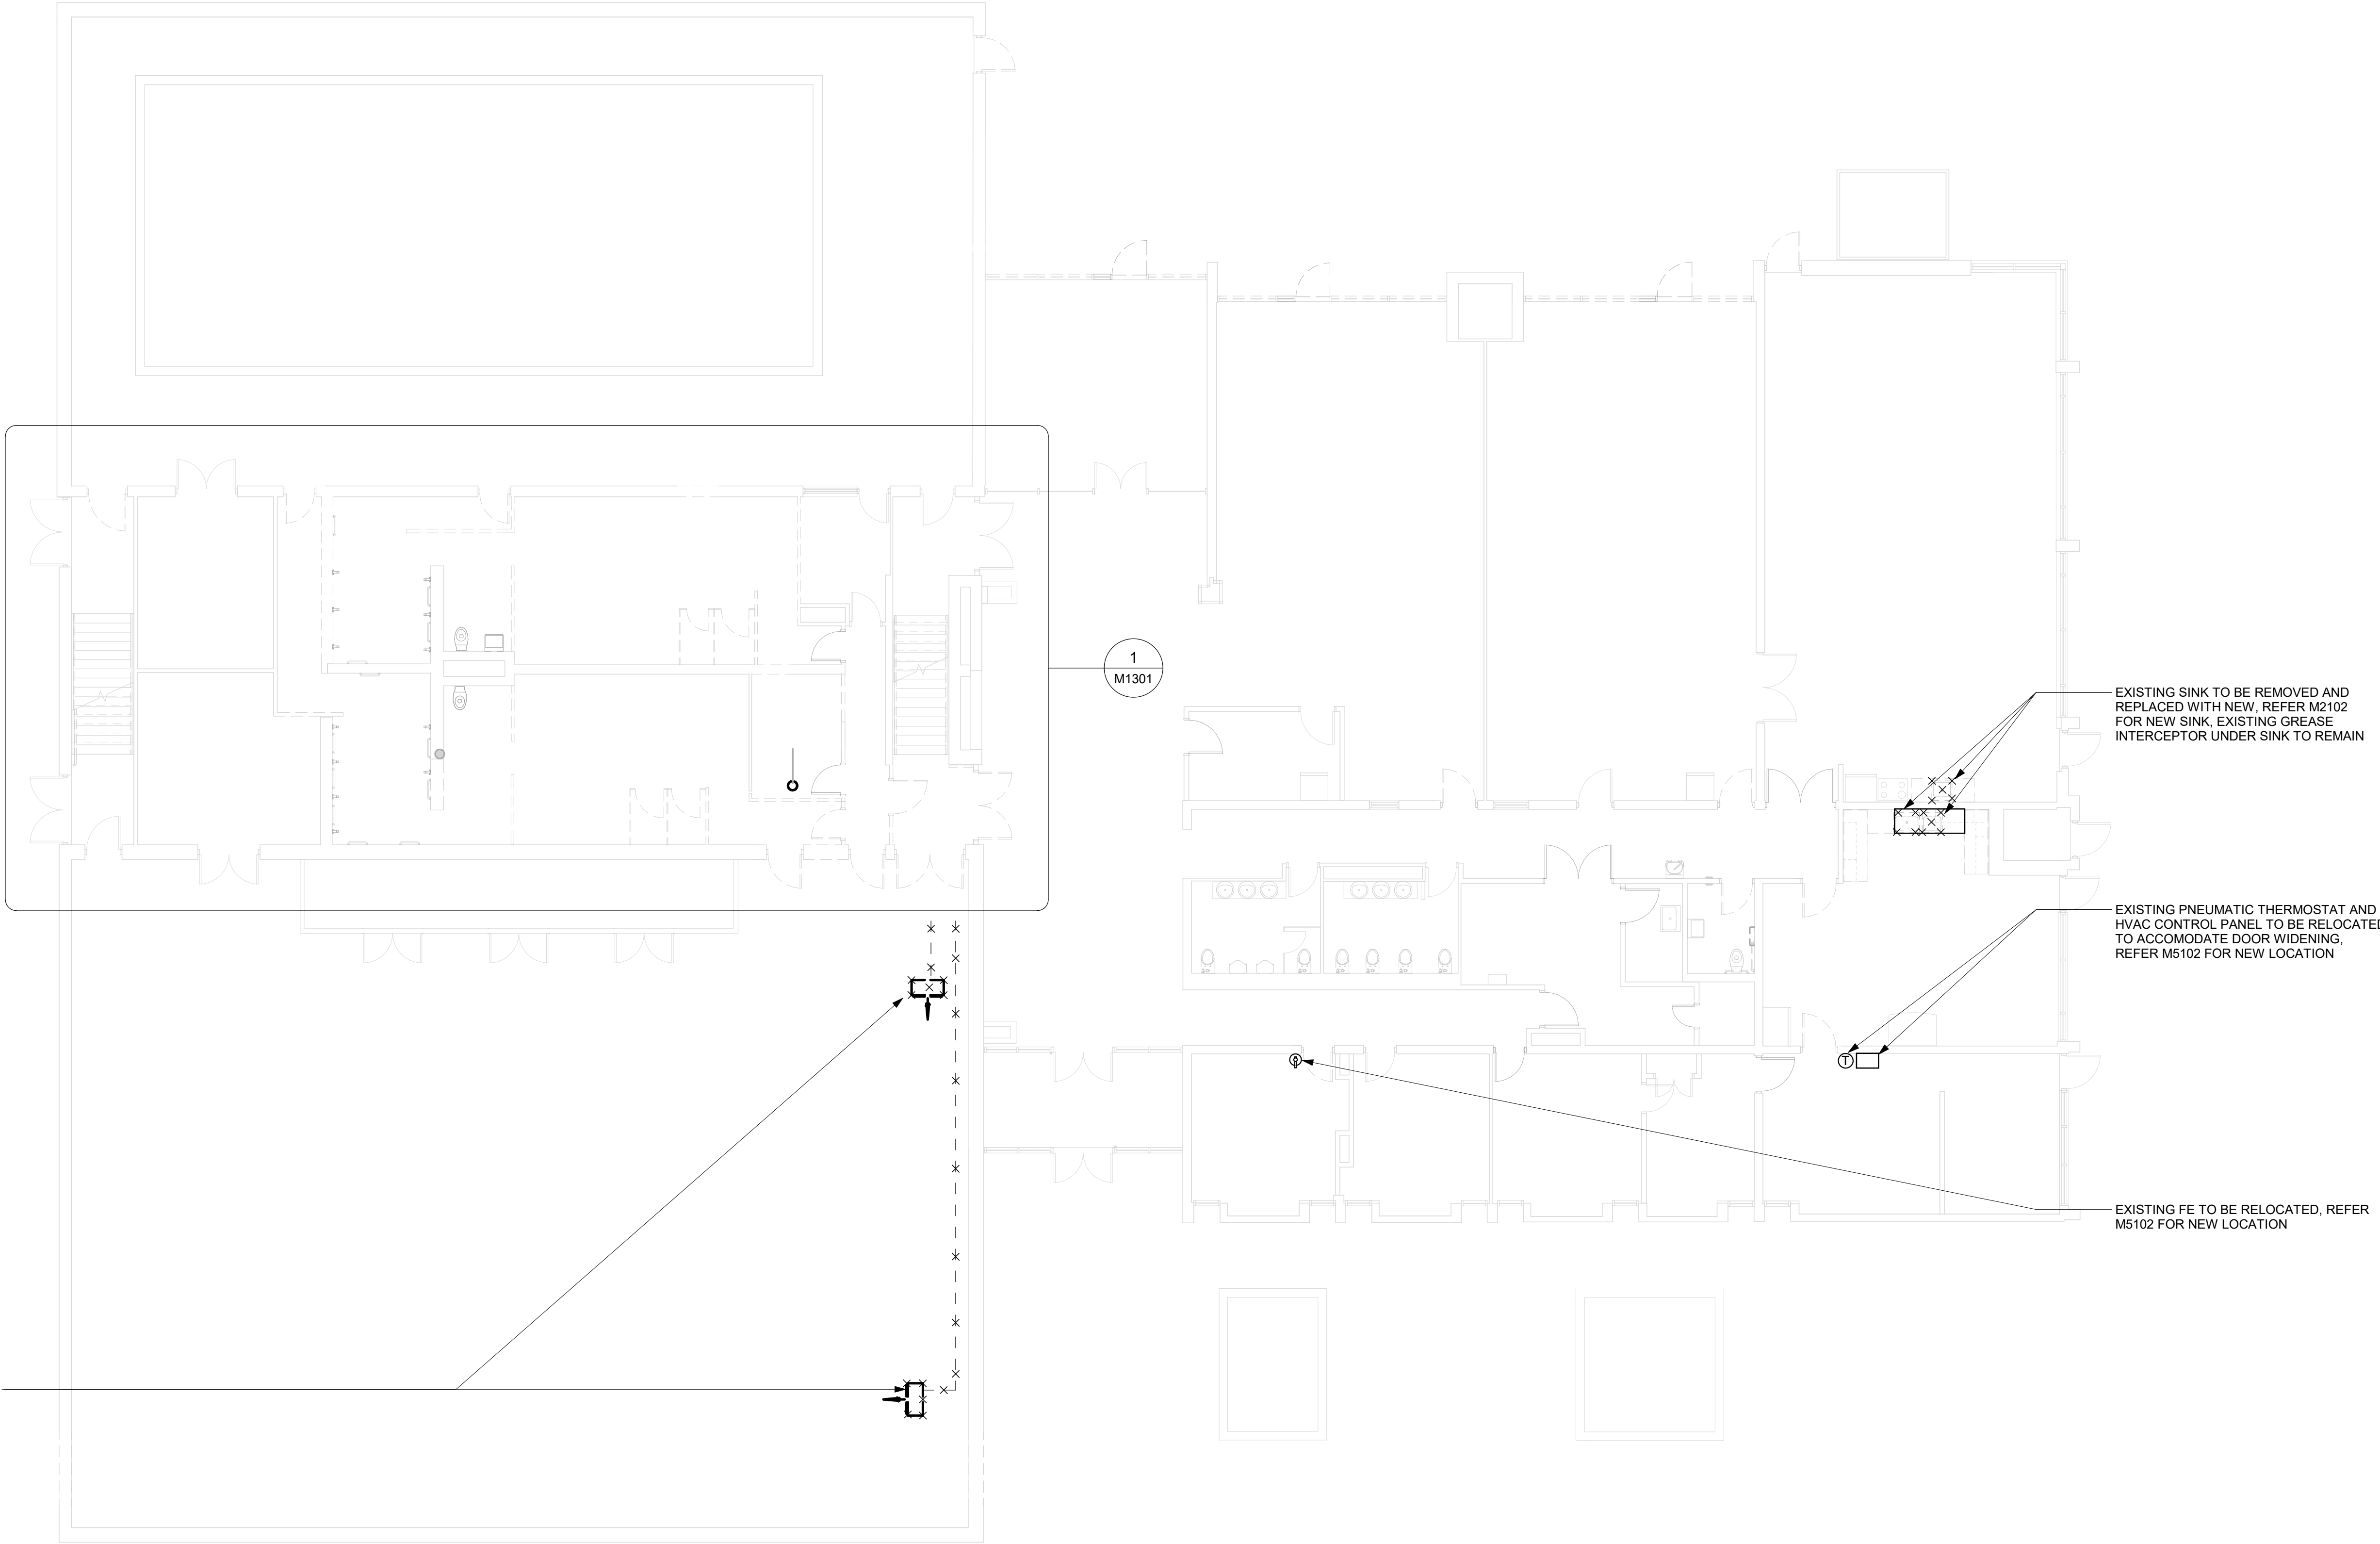 1
M1301
EXISTING SINK TO BE REMOVED AND
REPLACED WITH NEW, REFER M2102
FOR NEW SINK, EXISTING GREASE
INTERCEPTOR UNDER SINK TO REMAIN
EXISTING PNEUMATIC THERMOSTAT AND
HVAC CONTROL PANEL TO BE RELOCATED
TO ACCOMODATE DOOR WIDENING,
REFER M5102 FOR NEW LOCATION
T
EXISTING FE TO BE RELOCATED, REFER
M5102 FOR NEW LOCATION